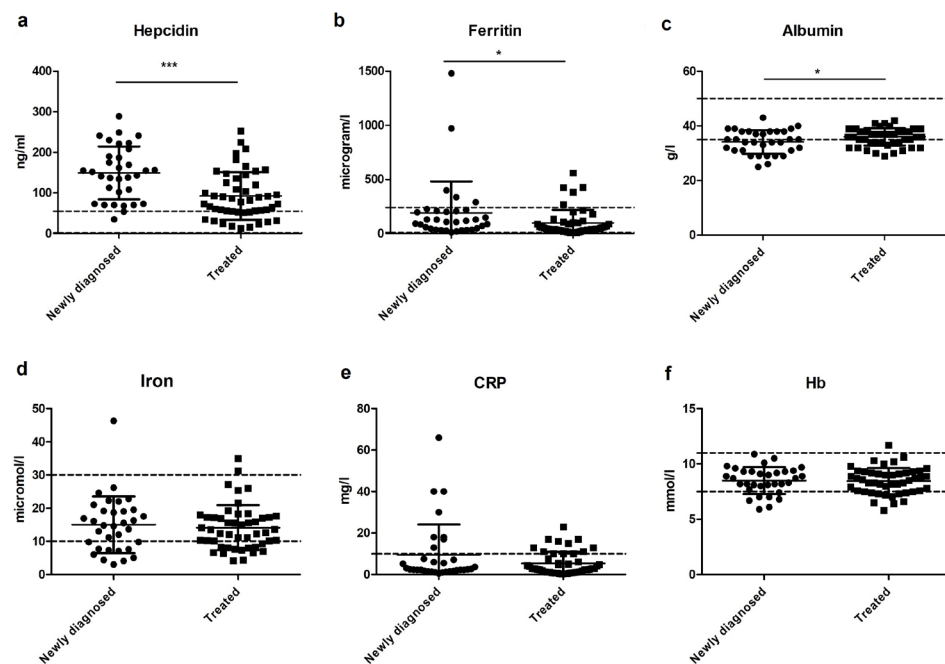 a
Hepcidin
***
400
300
200
100
0
ng/ml
Newly diagnosed
Treated
b
Ferritin
*
1500
1000
500
0
microgram/l
Newly diagnosed
Treated
c
Albumin
*
60
40
20
0
g/l
Newly diagnosed
Treated
d
Iron
50
40
30
20
10
0
micromol/l
Newly diagnosed
Treated
e
CRP
80
60
40
20
0
mg/l
Newly diagnosed
Treated
f
Hb
15
10
5
0
mmol/l
Newly diagnosed
Treated